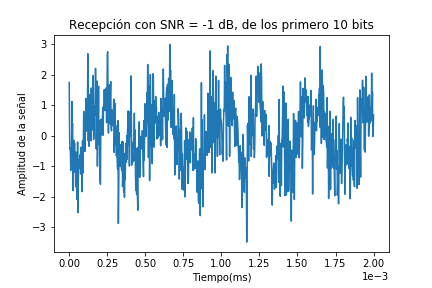 Recepción con SNR = -1 dB, de los primero 10 bits
Amplitud de la señal
3
2
1
0
−1
−2
−3
0.00 0.25 0.50 0.75 1.00 1.25 1.50 1.75 2.00
1e−3
Tiempo(ms)